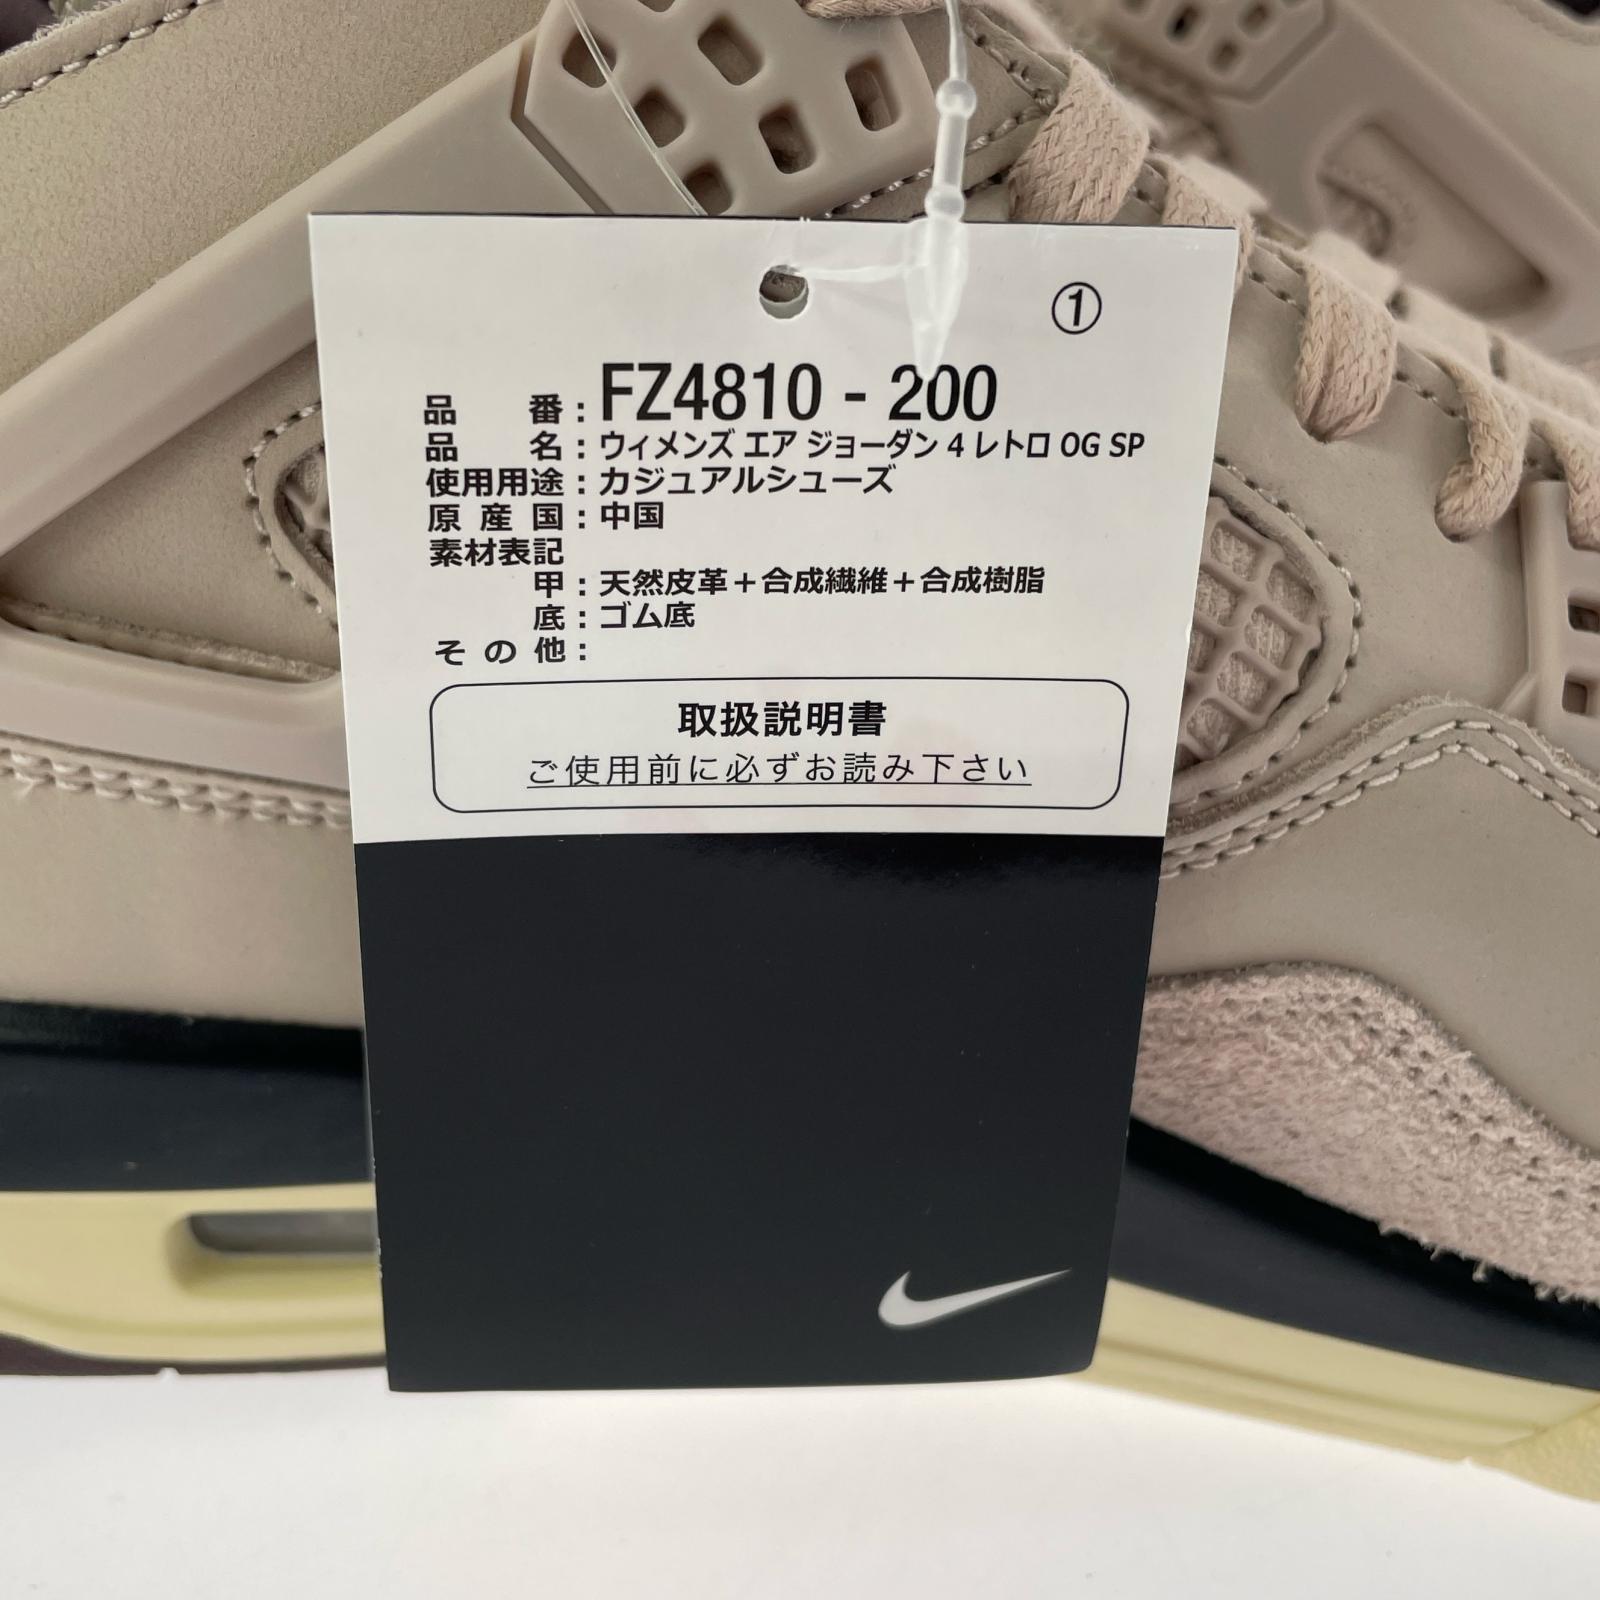 ①
品番：FZ4810 - 200
品名：ウィメンズ エア ジョーダン 4 レトロ OG SP
使用用途：カジュアルシューズ
原産国：中国
素材表記
甲：天然皮革＋合成繊維＋合成樹脂
底：ゴム底
その他：
取扱説明書
ご使用前に必ずお読み下さい